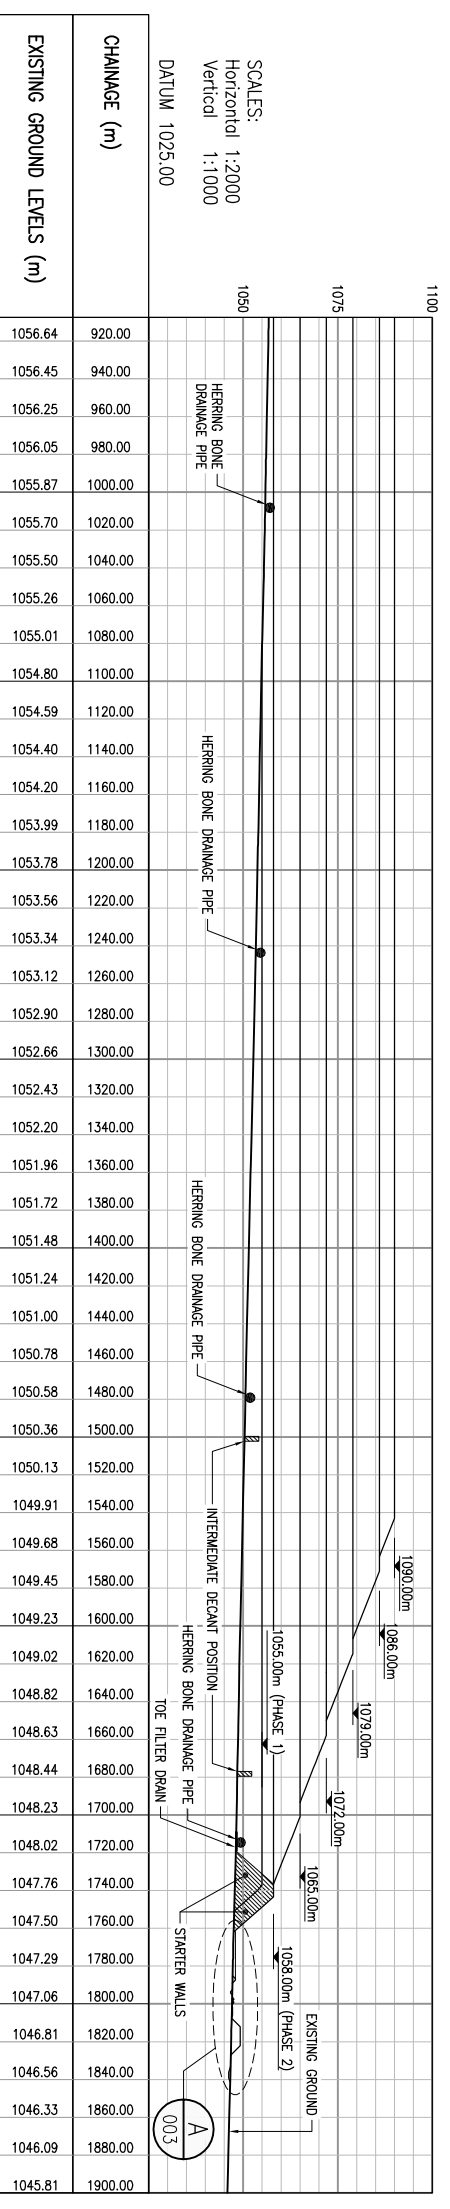 1100
1075
1050
SCALES:
Horizontal 1:2000
Vertical 1:1000
DATUM 1025.00
1090.00m
1086.00m
1079.00m
1072.00m
1065.00m
1058.00m (PHASE 2)
1055.00m (PHASE 1)
EXISTING GROUND
HERRING BONE
DRAINAGE PIPE
HERRING BONE DRAINAGE PIPE
HERRING BONE DRAINAGE PIPE
INTERMEDIATE DECANT POSITION
HERRING BONE DRAINAGE PIPE
TOE FILTER DRAIN
STARTER WALLS
A
003
CHAINAGE (m)
920.00 940.00 960.00 980.00 1000.00 1020.00 1040.00 1060.00 1080.00 1100.00 1120.00 1140.00 1160.00 1180.00 1200.00 1220.00 1240.00 1260.00 1280.00 1300.00 1320.00 1340.00 1360.00 1380.00 1400.00 1420.00 1440.00 1460.00 1480.00 1500.00 1520.00 1540.00 1560.00 1580.00 1600.00 1620.00 1640.00 1660.00 1680.00 1700.00 1720.00 1740.00 1760.00 1780.00 1800.00 1820.00 1840.00 1860.00 1880.00 1900.00
EXISTING GROUND LEVELS (m)
1056.64 1056.45 1056.25 1056.05 1055.87 1055.70 1055.50 1055.26 1055.01 1054.80 1054.59 1054.40 1054.20 1053.99 1053.78 1053.56 1053.34 1053.12 1052.90 1052.66 1052.43 1052.20 1051.96 1051.72 1051.48 1051.24 1051.00 1050.78 1050.58 1050.36 1050.13 1049.91 1049.68 1049.45 1049.23 1049.02 1048.82 1048.63 1048.44 1048.23 1048.02 1047.76 1047.50 1047.29 1047.06 1046.81 1046.56 1046.33 1046.09 1045.81